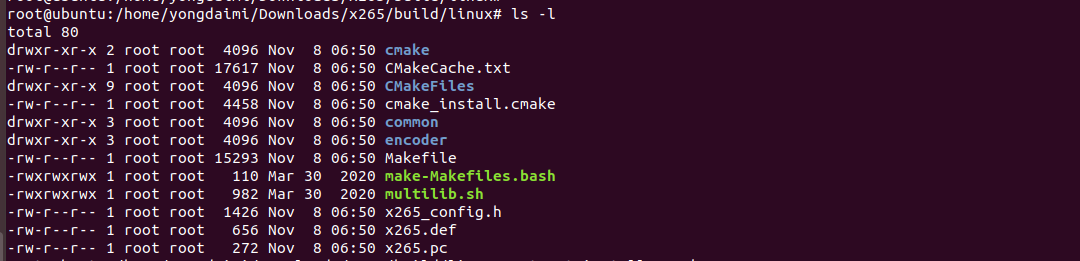 root@ubuntu:/home/yongdaimi/Downloads/x265/build/linux# ls -l
total 80
drwxr-xr-x 2 root root  4096 Nov  8 06:50 cmake
-rw-r--r-- 1 root root 17617 Nov  8 06:50 CMakeCache.txt
drwxr-xr-x 9 root root  4096 Nov  8 06:50 CMakeFiles
-rw-r--r-- 1 root root  4458 Nov  8 06:50 cmake_install.cmake
drwxr-xr-x 3 root root  4096 Nov  8 06:50 common
drwxr-xr-x 3 root root  4096 Nov  8 06:50 encoder
-rw-r--r-- 1 root root 15293 Nov  8 06:50 Makefile
-rwxrwxrwx 1 root root   110 Mar 30  2020 make-Makefiles.bash
-rwxrwxrwx 1 root root   982 Mar 30  2020 multilib.sh
-rw-r--r-- 1 root root  1426 Nov  8 06:50 x265_config.h
-rw-r--r-- 1 root root   656 Nov  8 06:50 x265.def
-rw-r--r-- 1 root root   272 Nov  8 06:50 x265.pc